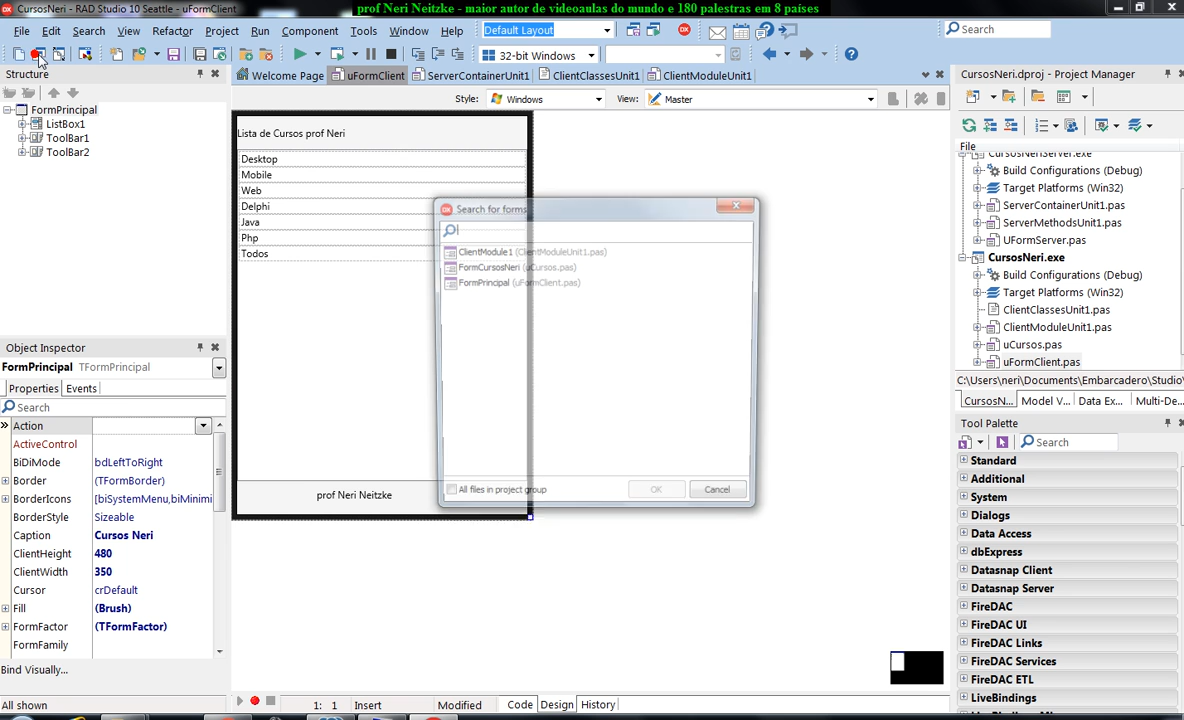 CursosNeri - RAD Studio 10 Seattle - uFormClient
prof Neri Neitzke - maior autor de videoaulas do mundo e 180 palestras em 8 países
File Edit Search View Refactor Project Run Component Tools Window Help
Default Layout
Search
32-bit Windows
Structure
FormPrincipal
ListBox1
ToolBar1
ToolBar2
Welcome Page
uFormClient
ServerContainerUnit1
ClientClassesUnit1
ClientModuleUnit1
Style: Windows
View: Master
Lista de Cursos prof Neri
Desktop
Mobile
Web
Delphi
Java
Php
Todos
prof Neri Neitzke
Search for forms
ClientModule1 (ClientModuleUnit1.pas)
FormCursosNeri (uCursos.pas)
FormPrincipal (uFormClient.pas)
All files in project group
OK
Cancel
Object Inspector
FormPrincipal TFormPrincipal
Properties Events
Search
Action
ActiveControl
BiDiMode bdLeftToRight
Border (TFormBorder)
BorderIcons [biSystemMenu,biMinimi
BorderStyle Sizeable
Caption Cursos Neri
ClientHeight 480
ClientWidth 350
Cursor crDefault
Fill (Brush)
FormFactor (TFormFactor)
FormFamily
Bind Visually...
All shown
1: 1
Insert
Modified
Code Design History
CursosNeri.dproj - Project Manager
File
CursosNeriServer.exe
Build Configurations (Debug)
Target Platforms (Win32)
ServerContainerUnit1.pas
ServerMethodsUnit1.pas
UFormServer.pas
CursosNeri.exe
Build Configurations (Debug)
Target Platforms (Win32)
ClientClassesUnit1.pas
ClientModuleUnit1.pas
uCursos.pas
uFormClient.pas
C:\Users\neri\Documents\Embarcadero\Studio\
CursosN... Model V... Data Ex... Multi-De...
Tool Palette
Search
Standard
Additional
System
Dialogs
Data Access
dbExpress
Datasnap Client
Datasnap Server
FireDAC
FireDAC UI
FireDAC Links
FireDAC Services
FireDAC ETL
LiveBindings